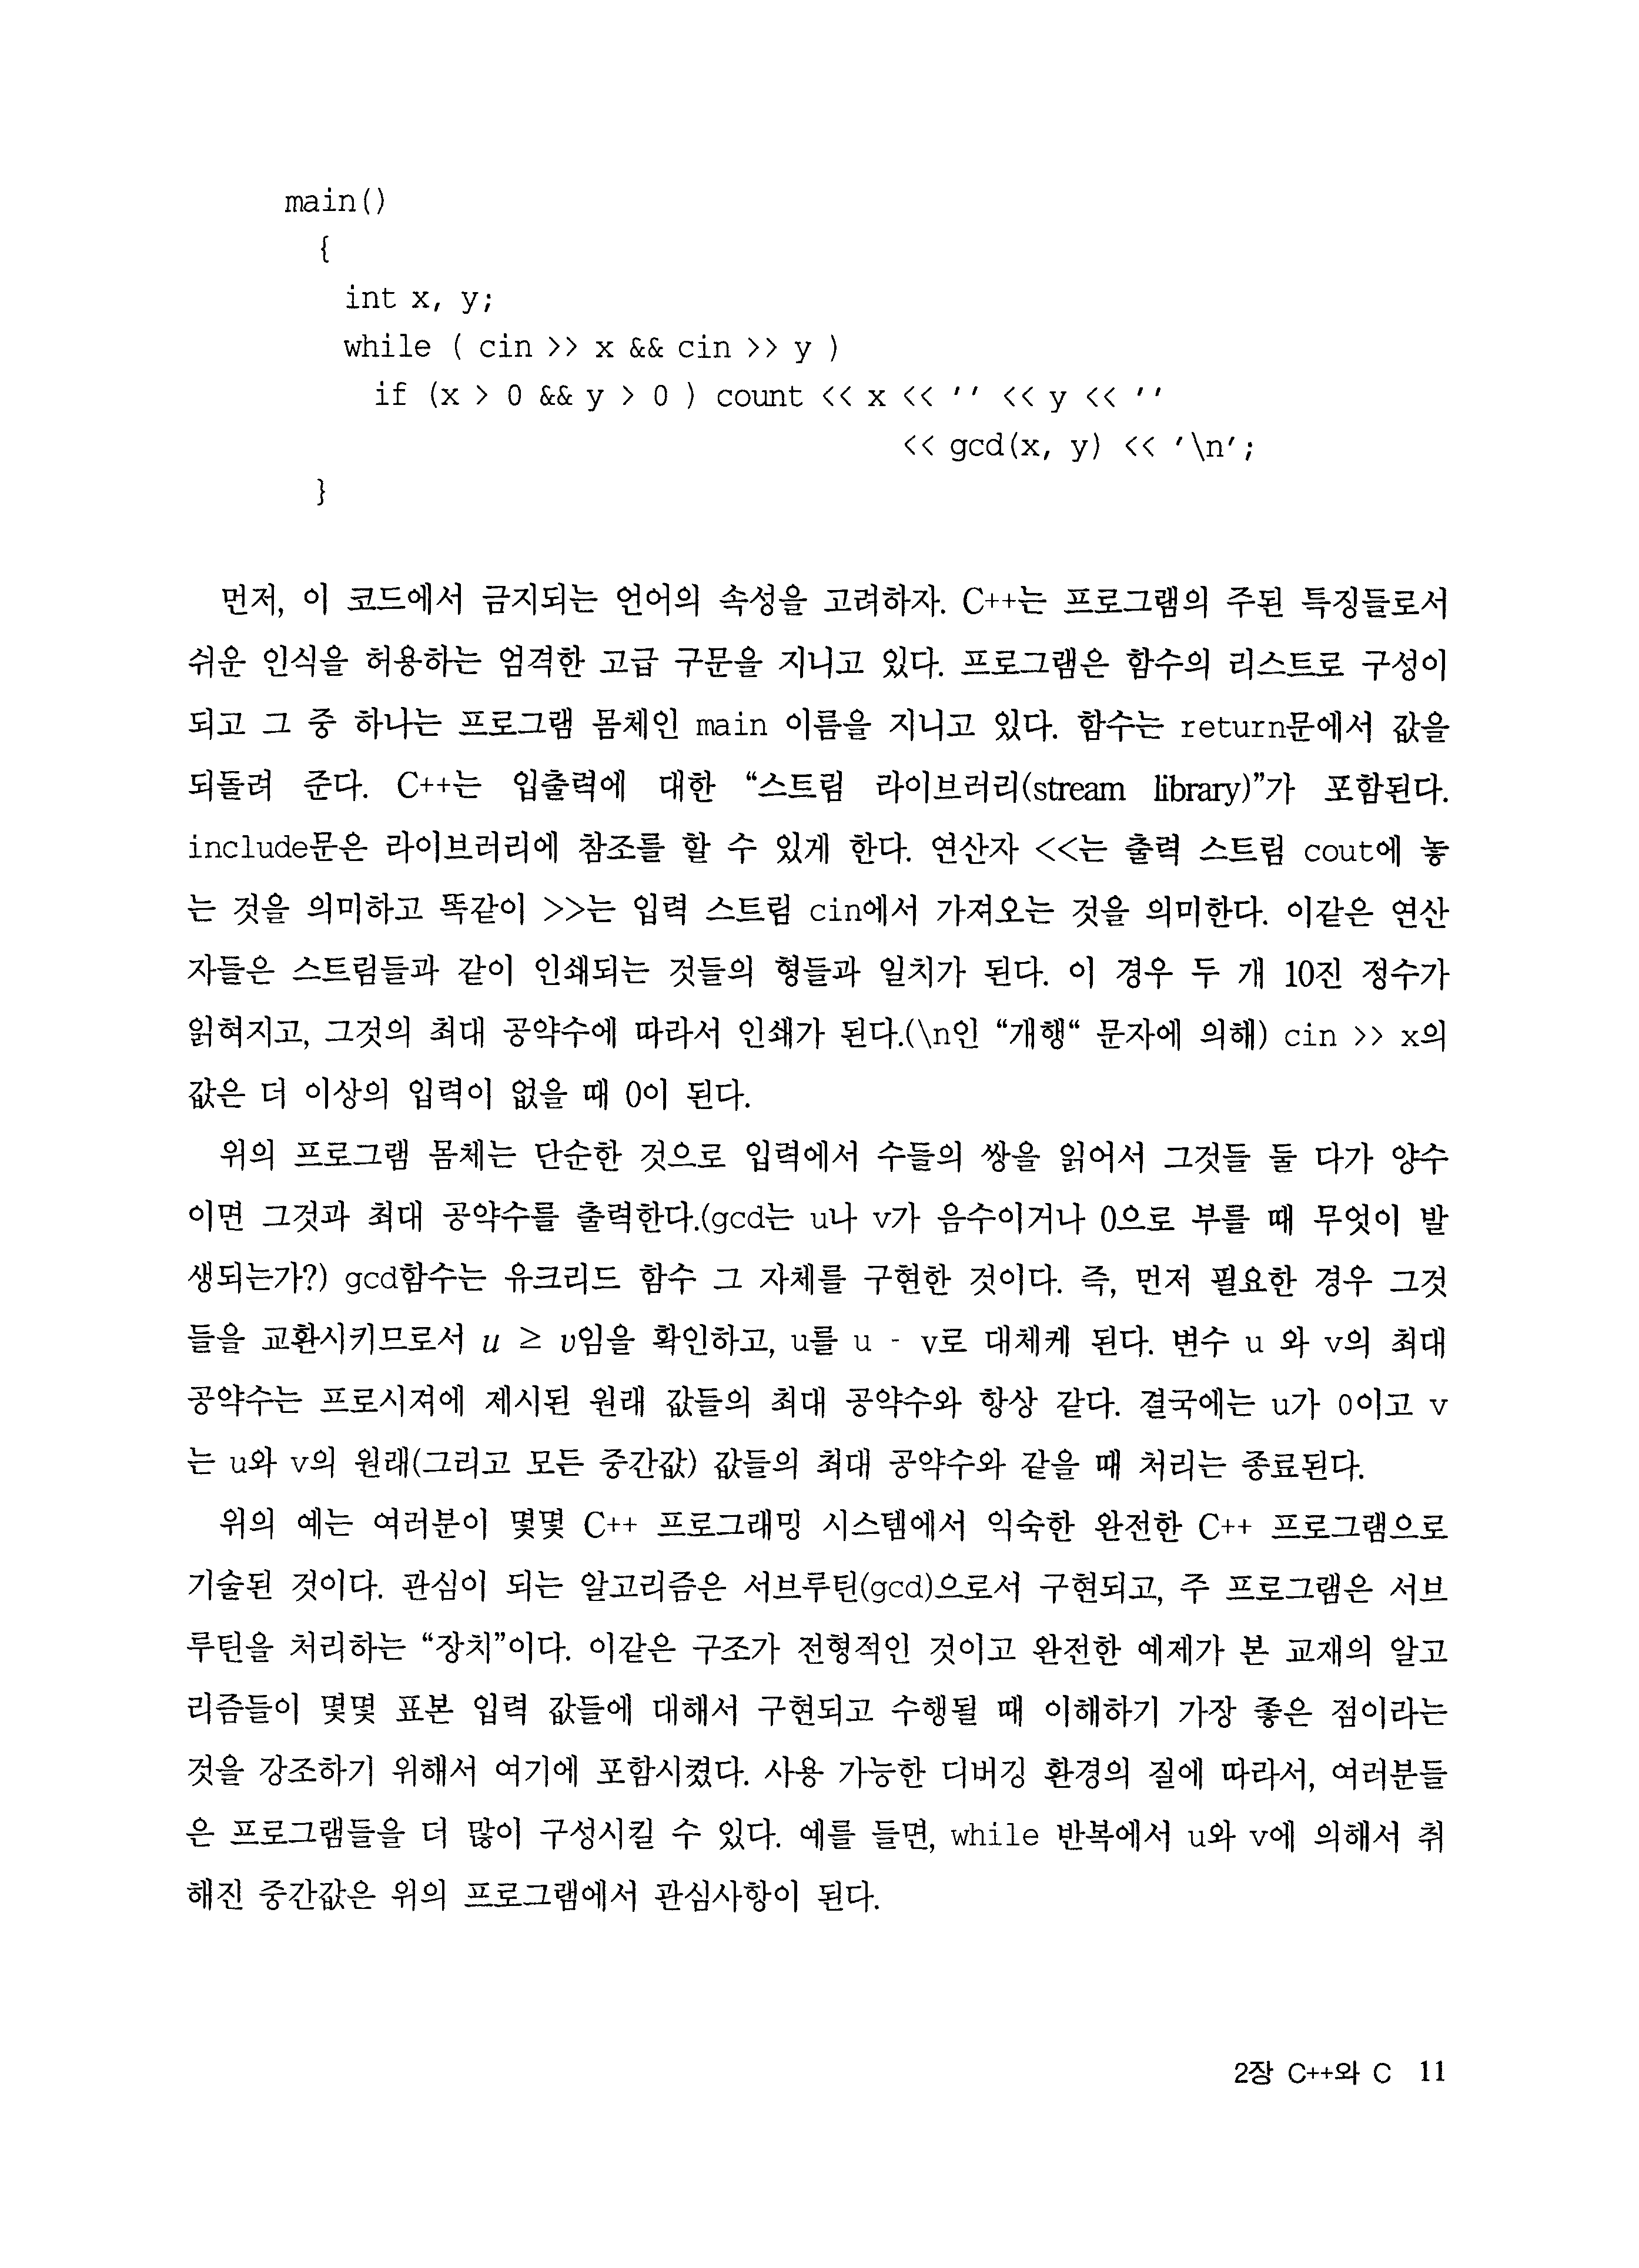 main()
{
int x, y;
while ( cin >> x && cin >> y )
if (x > 0 && y > 0 ) count << x << '' << y << ''
<< gcd(x, y) << '\n';
}
먼저, 이 코드에서 금지되는 언어의 속성을 고려하자. C++는 프로그램의 주된 특징들로서
쉬운 인식을 허용하는 엄격한 고급 구문을 지니고 있다. 프로그램은 함수의 리스트로 구성이
되고 그 중 하나는 프로그램 몸체인 main 이름을 지니고 있다. 함수는 return문에서 값을
되돌려 준다. C++는 입출력에 대한 “스트림 라이브러리(stream library)”가 포함된다.
include문은 라이브러리에 참조를 할 수 있게 한다. 연산자 <<는 출력 스트림 cout에 놓
는 것을 의미하고 똑같이 >>는 입력 스트림 cin에서 가져오는 것을 의미한다. 이같은 연산
자들은 스트림들과 같이 인쇄되는 것들의 형들과 일치가 된다. 이 경우 두 개 10진 정수가
읽혀지고, 그것의 최대 공약수에 따라서 인쇄가 된다.(\n인 “개행“ 문자에 의해) cin >> x의
값은 더 이상의 입력이 없을 때 0이 된다.
위의 프로그램 몸체는 단순한 것으로 입력에서 수들의 쌍을 읽어서 그것들 둘 다가 양수
이면 그것과 최대 공약수를 출력한다.(gcd는 u나 v가 음수이거나 0으로 부를 때 무엇이 발
생되는가?) gcd함수는 유크리드 함수 그 자체를 구현한 것이다. 즉, 먼저 필요한 경우 그것
들을 교환시키므로서 u ≥ v임을 확인하고, u를 u - v로 대체케 된다. 변수 u 와 v의 최대
공약수는 프로시져에 제시된 원래 값들의 최대 공약수와 항상 같다. 결국에는 u가 0이고 v
는 u와 v의 원래(그리고 모든 중간값) 값들의 최대 공약수와 같을 때 처리는 종료된다.
위의 예는 여러분이 몇몇 C++ 프로그래밍 시스템에서 익숙한 완전한 C++ 프로그램으로
기술된 것이다. 관심이 되는 알고리즘은 서브루틴(gcd)으로서 구현되고, 주 프로그램은 서브
루틴을 처리하는 “장치”이다. 이같은 구조가 전형적인 것이고 완전한 예제가 본 교재의 알고
리즘들이 몇몇 표본 입력 값들에 대해서 구현되고 수행될 때 이해하기 가장 좋은 점이라는
것을 강조하기 위해서 여기에 포함시켰다. 사용 가능한 디버깅 환경의 질에 따라서, 여러분들
은 프로그램들을 더 많이 구성시킬 수 있다. 예를 들면, while 반복에서 u와 v에 의해서 취
해진 중간값은 위의 프로그램에서 관심사항이 된다.
2장 C++와 C 11